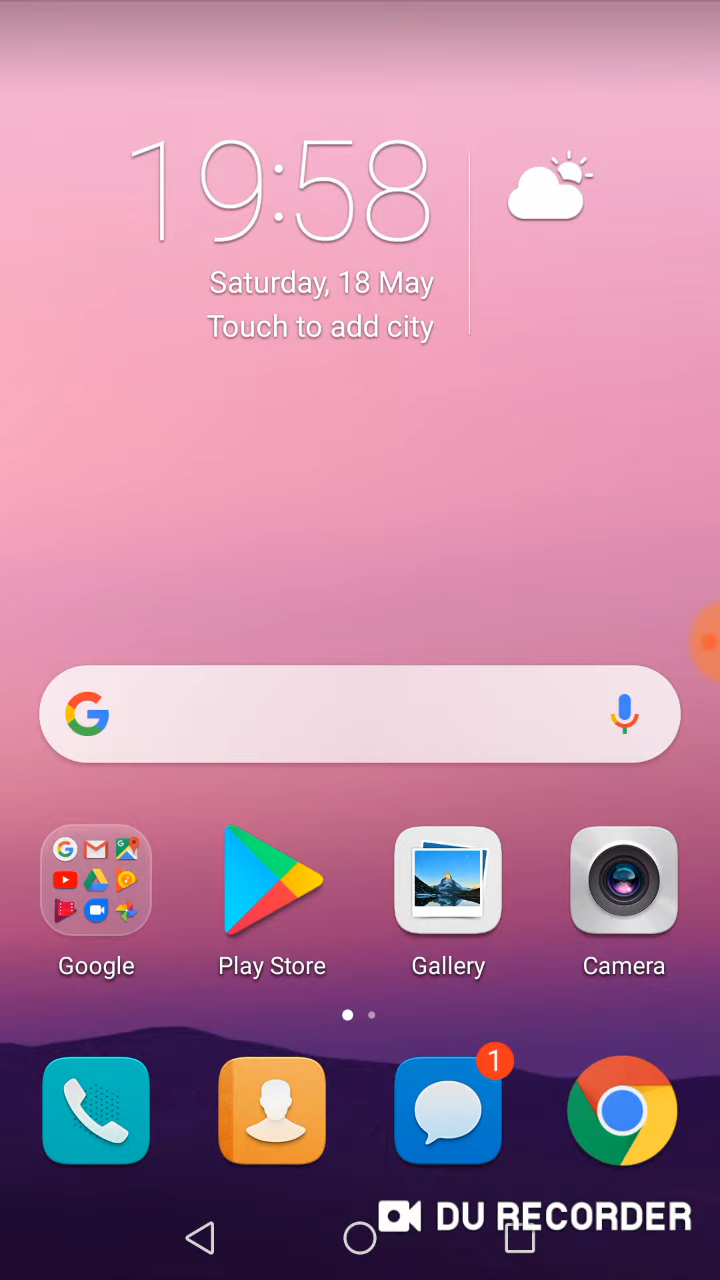 19:58
Saturday, 18 May
Touch to add city
Google
Play Store
Gallery
Camera
1
DU RECORDER